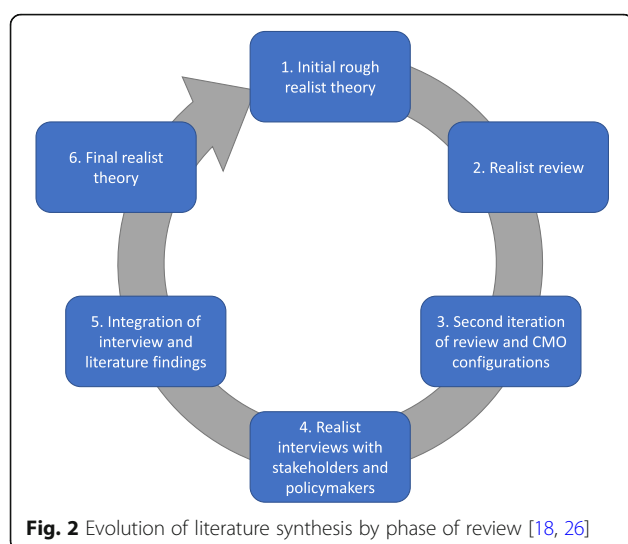 1. Initial rough
realist theory
2. Realist review
3. Second iteration
of review and CMO
configurations
4. Realist
interviews with
stakeholders and
policymakers
5. Integration of
interview and
literature findings
6. Final realist
theory
Fig. 2 Evolution of literature synthesis by phase of review [18, 26]